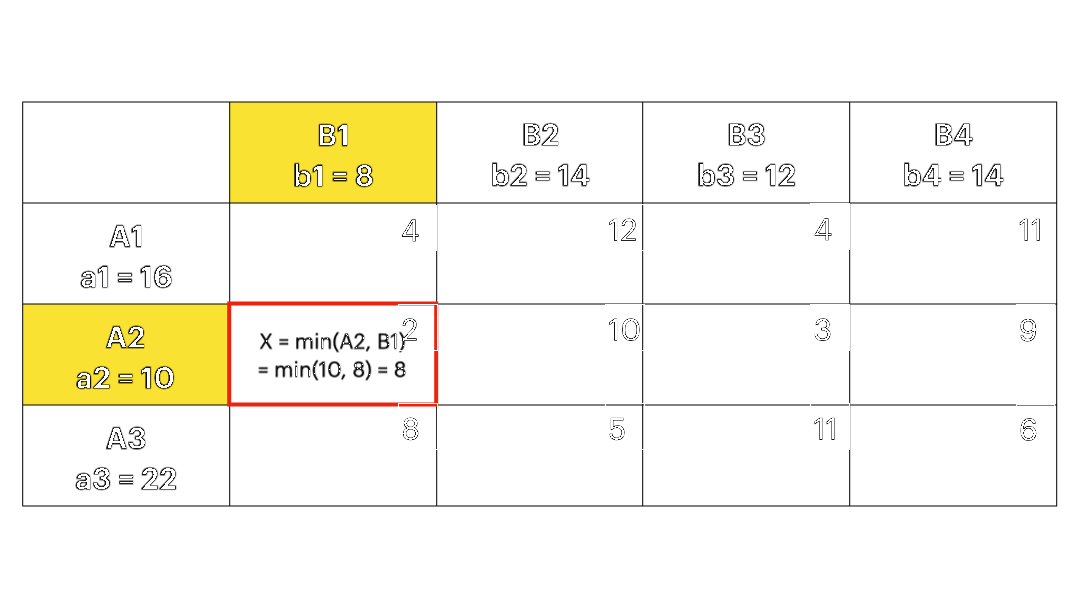 B1
b1 = 8
B2
b2 = 14
B3
b3 = 12
B4
b4 = 14
A1
a1 = 16
4
12
4
11
A2
a2 = 10
2
X = min(A2, B1)
= min(10, 8) = 8
10
3
9
A3
a3 = 22
8
5
11
6